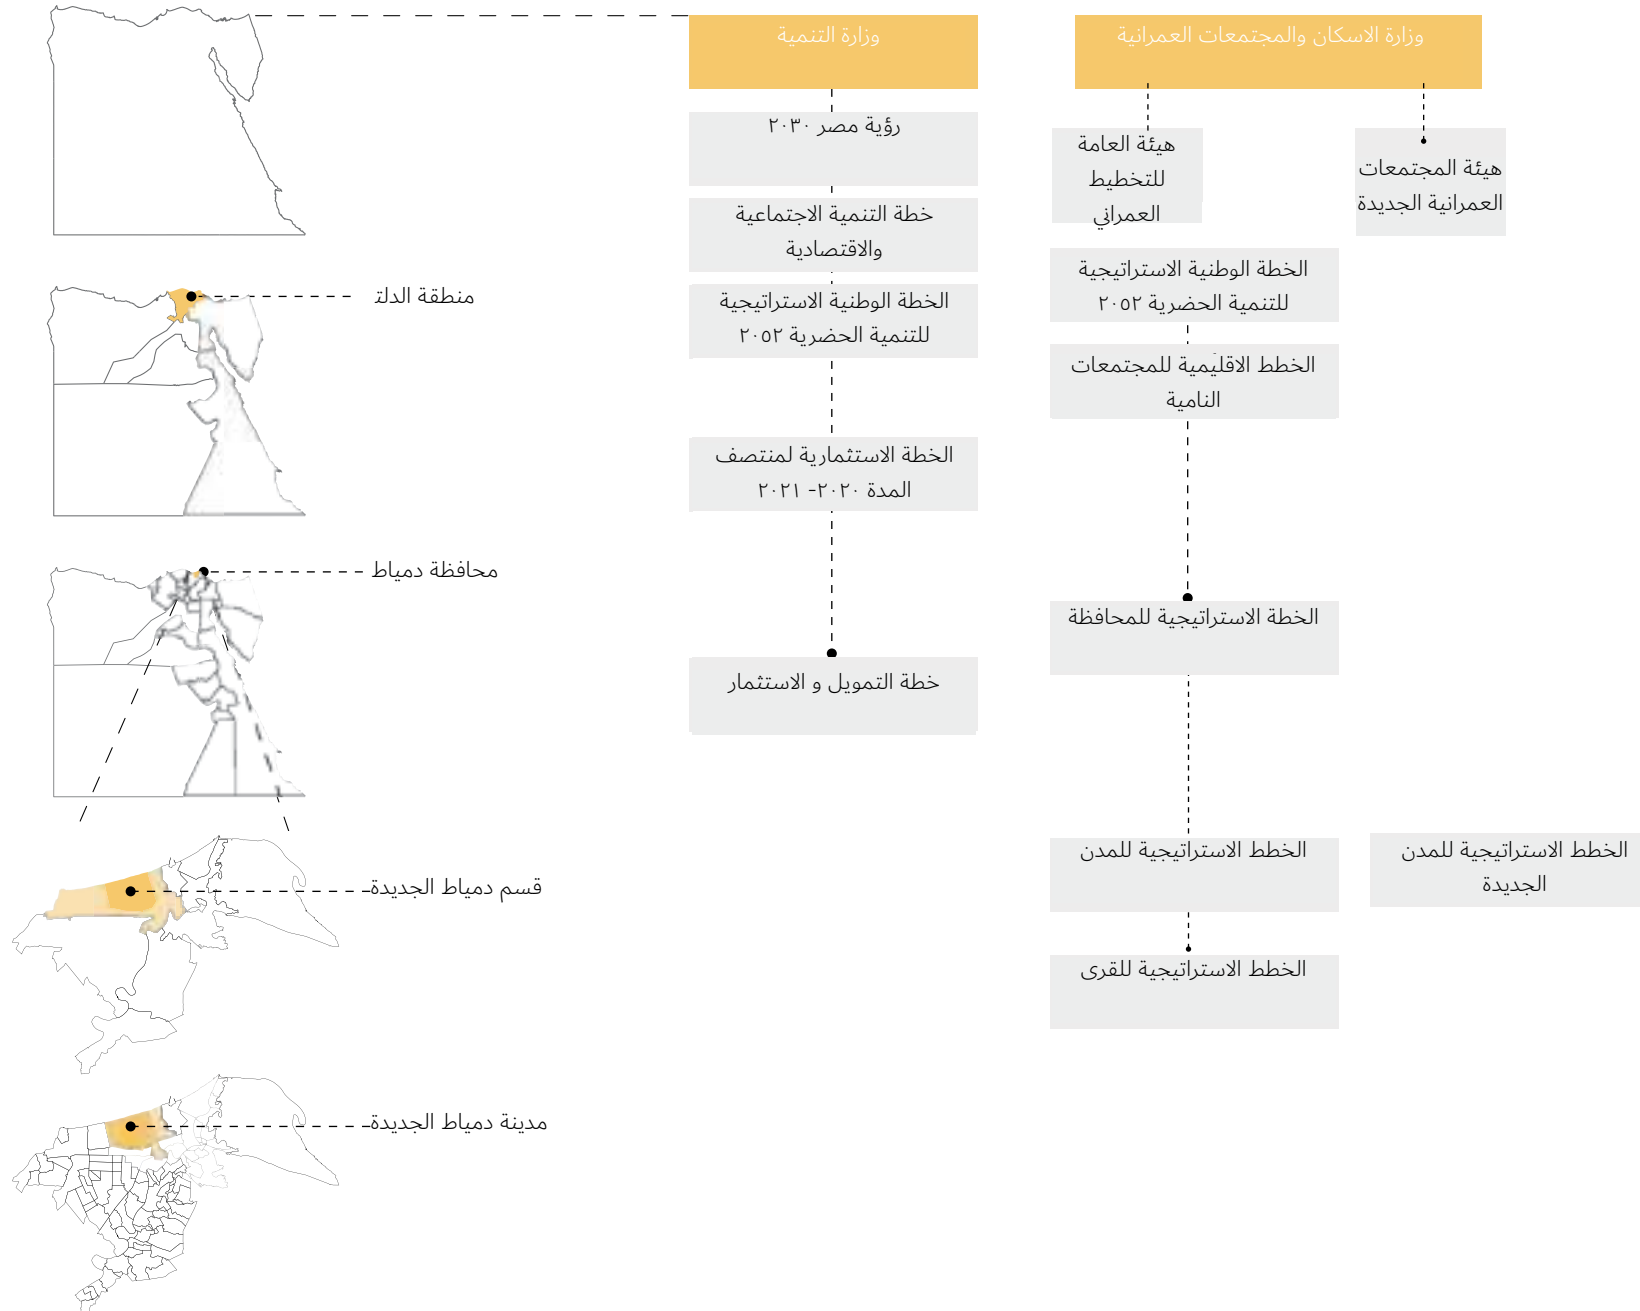 وزارة الاسكان والمجتمعات العمرانية
هيئة المجتمعات
العمرانية الجديدة
هيئة العامة
للتخطيط
العمراني
الخطة الوطنية الاستراتيجية
للتنمية الحضرية ٢٠٥٢
الخطط الاقليمية للمجتمعات
النامية
الخطة الاستراتيجية للمحافظة
الخطط الاستراتيجية للمدن
الجديدة
الخطط الاستراتيجية للمدن
الخطط الاستراتيجية للقرى
وزارة التنمية
رؤية مصر ٢٠٣٠
خطة التنمية الاجتماعية
والاقتصادية
الخطة الوطنية الاستراتيجية
للتنمية الحضرية ٢٠٥٢
الخطة الاستثمارية لمنتصف
المدة ٢٠٢٠- ٢٠٢١
خطة التمويل و الاستثمار
منطقة الدلتـ
محافظة دمياط
قسم دمياط الجديدة
مدينة دمياط الجديدة